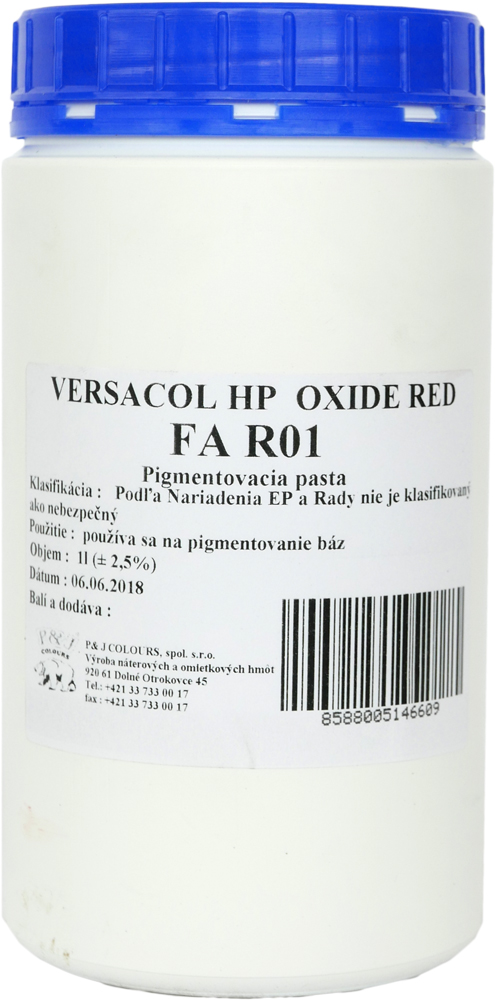 VERSACOL HP OXIDE RED
FA R01
Pigmentovacia pasta
Klasifikácia : Podľa Nariadenia EP a Rady nie je klasifikovaný
ako nebezpečný
Použitie : používa sa na pigmentovanie báz
Objem : 1l (± 2,5%)
Dátum : 06.06.2018
Balí a dodáva :
P & J
COLOURS
P& J COLOURS, spol. s.r.o.
Výroba náterových a omietkových hmôt
920 61 Dolné Otrokovce 45
Tel.: +421 33 733 00 17
fax : +421 33 733 00 17
8588005146609